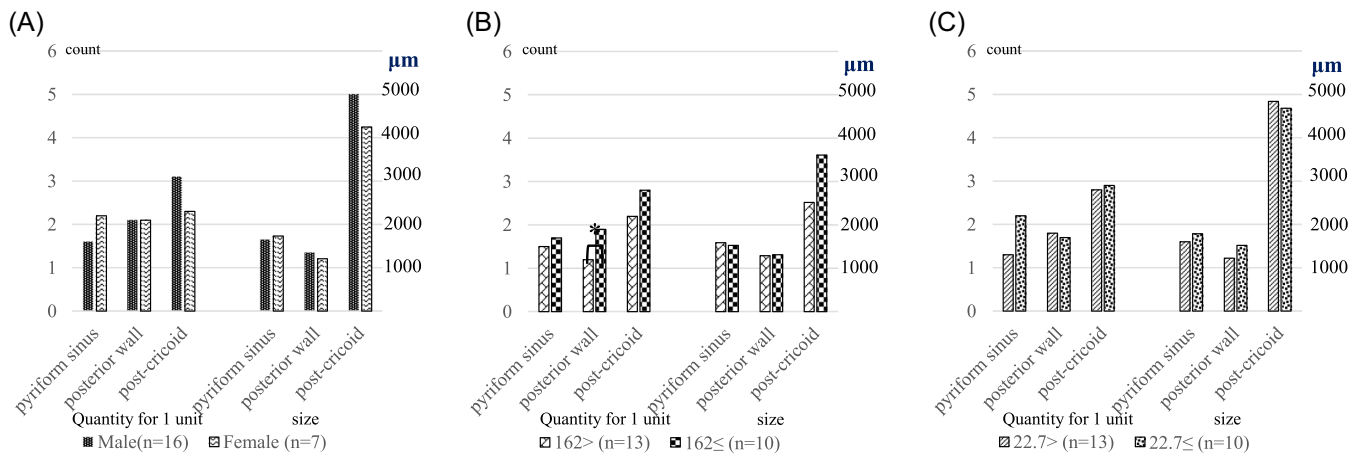 (A)
6 count
µm
5 5000
4 4000
3 3000
2 2000
1 1000
0
pyriform sinus posterior wall post-cricoid pyriform sinus posterior wall post-cricoid
Quantity for 1 unit size
Male(n=16) Female (n=7)
(B)
6 count
µm
5 5000
4 4000
3 3000
2 * 2000
1 1000
0
pyriform sinus posterior wall post-cricoid pyriform sinus posterior wall post-cricoid
Quantity for 1 unit size
162> (n=13) 162≤ (n=10)
(C)
6 count
µm
5 5000
4 4000
3 3000
2 2000
1 1000
0
pyriform sinus posterior wall post-cricoid pyriform sinus posterior wall post-cricoid
Quantity for 1 unit size
22.7> (n=13) 22.7≤ (n=10)